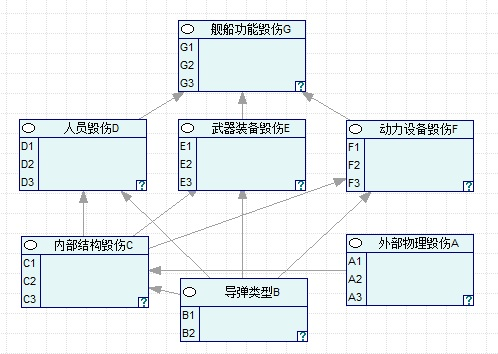 舰船功能毁伤G
G1
G2
G3
?
人员毁伤D
D1
D2
D3
?
武器装备毁伤E
E1
E2
E3
?
动力设备毁伤F
F1
F2
F3
?
内部结构毁伤C
C1
C2
C3
?
导弹类型B
B1
B2
?
外部物理毁伤A
A1
A2
A3
?